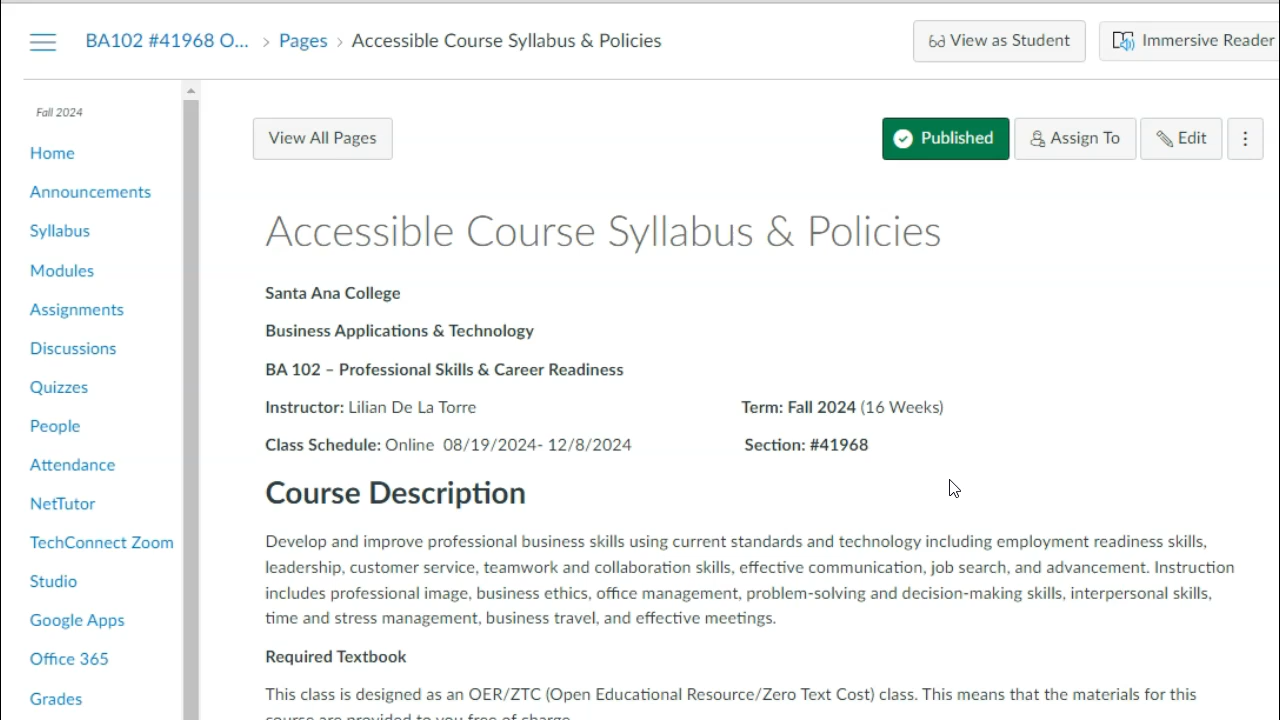 BA102 #41968 O... > Pages > Accessible Course Syllabus & Policies View as Student Immersive Reader
Fall 2024
Home
Announcements
Syllabus
Modules
Assignments
Discussions
Quizzes
People
Attendance
NetTutor
TechConnect Zoom
Studio
Google Apps
Office 365
Grades
View All Pages Published Assign To Edit
Accessible Course Syllabus & Policies
Santa Ana College
Business Applications & Technology
BA 102 – Professional Skills & Career Readiness
Instructor: Lilian De La Torre Term: Fall 2024 (16 Weeks)
Class Schedule: Online 08/19/2024- 12/8/2024 Section: #41968
Course Description
Develop and improve professional business skills using current standards and technology including employment readiness skills,
leadership, customer service, teamwork and collaboration skills, effective communication, job search, and advancement. Instruction
includes professional image, business ethics, office management, problem-solving and decision-making skills, interpersonal skills,
time and stress management, business travel, and effective meetings.
Required Textbook
This class is designed as an OER/ZTC (Open Educational Resource/Zero Text Cost) class. This means that the materials for this
course are provided to you free of charge.